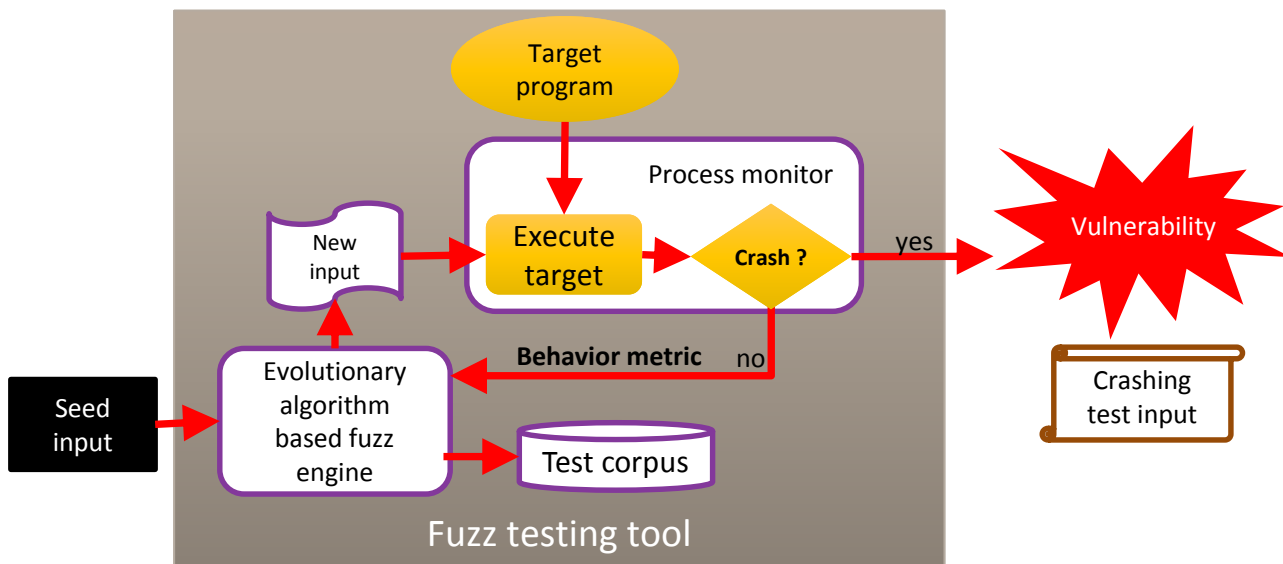 Target
program
Process monitor
New
input
Execute
target
Crash ?
yes
Vulnerability
Behavior metric
no
Seed
input
Evolutionary
algorithm
based fuzz
engine
Test corpus
Crashing
test input
Fuzz testing tool